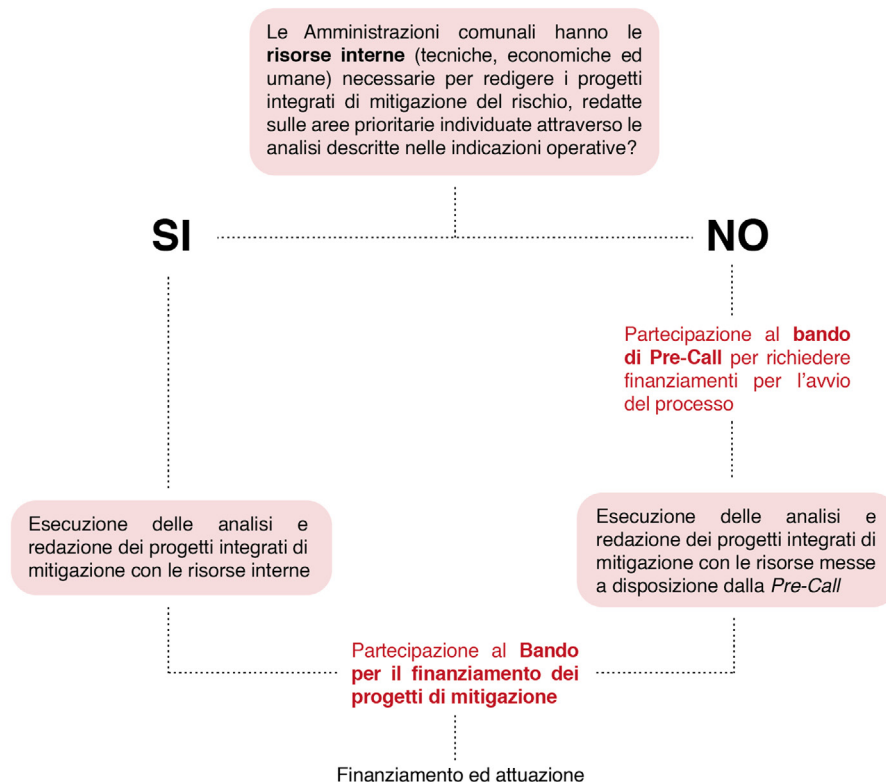 Le Amministrazioni comunali hanno le
risorse interne (tecniche, economiche ed
umane) necessarie per redigere i progetti
integrati di mitigazione del rischio, redatte
sulle aree prioritarie individuate attraverso le
analisi descritte nelle indicazioni operative?
SI
NO
Partecipazione al bando
di Pre-Call per richiedere
finanziamenti per l'avvio
del processo
Esecuzione delle analisi e
redazione dei progetti integrati di
mitigazione con le risorse interne
Esecuzione delle analisi e
redazione dei progetti integrati di
mitigazione con le risorse messe
a disposizione dalla Pre-Call
Partecipazione al Bando
per il finanziamento dei
progetti di mitigazione
Finanziamento ed attuazione